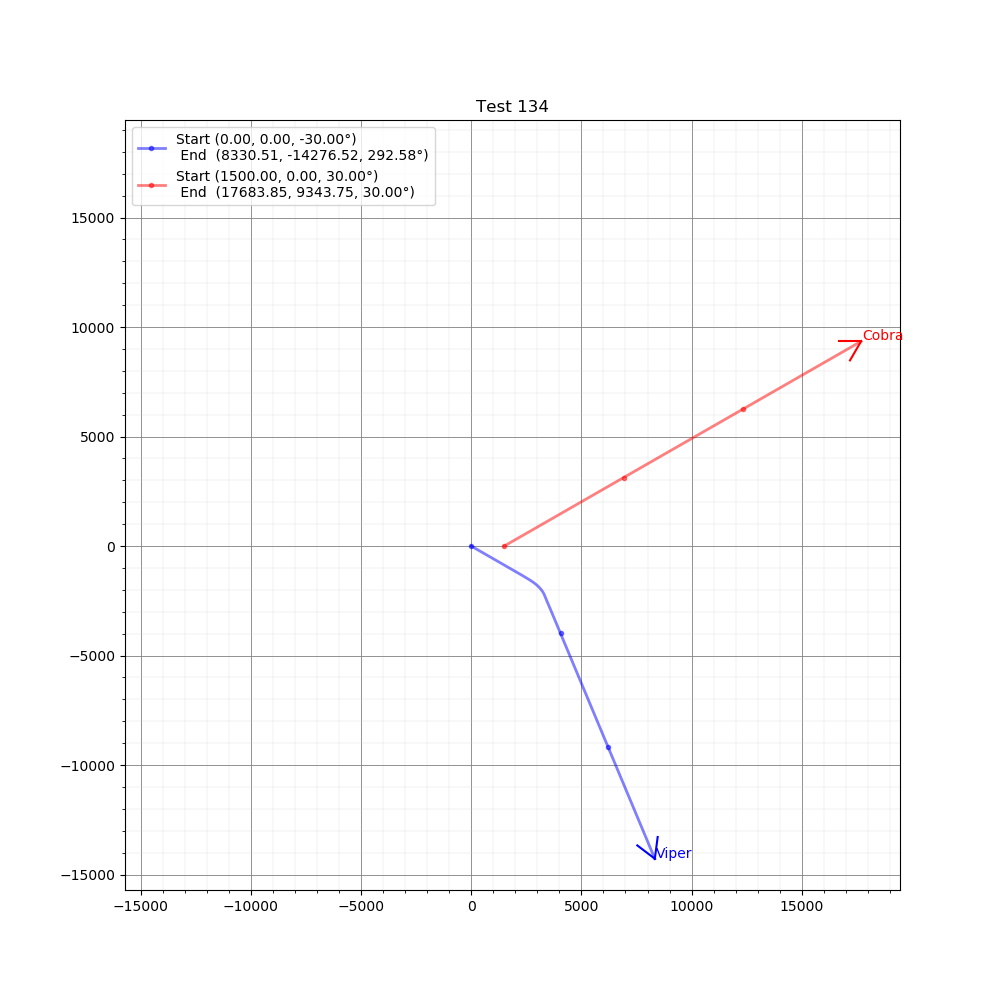 Test 134
Start (0.00, 0.00, -30.00°)
End  (8330.51, -14276.52, 292.58°)
Start (1500.00, 0.00, 30.00°)
End  (17683.85, 9343.75, 30.00°)
15000
10000
5000
0
−5000
−10000
−15000
Cobra
Viper
−15000 −10000 −5000 0 5000 10000 15000